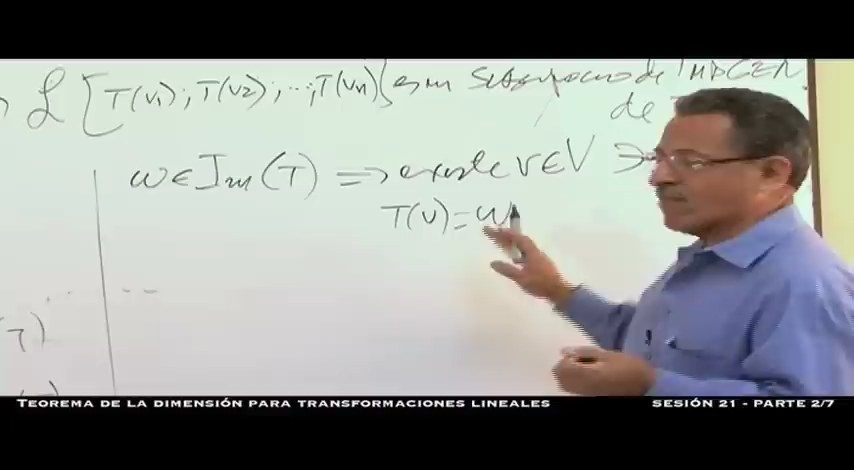 ℒ [T(v1); T(v2); ...; T(vn)] es un Subespacio de IMAGEN
de
w ∈ Im(T) ⇒ existe v ∈ V ∋
T(v) = w
T)
TEOREMA DE LA DIMENSIÓN PARA TRANSFORMACIONES LINEALES
SESIÓN 21 - PARTE 2/7